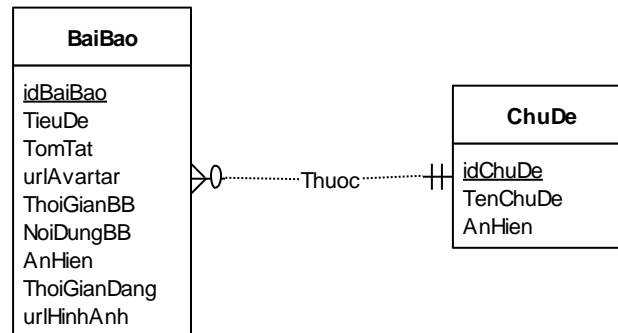 BaiBao
idBaiBao
TieuDe
TomTat
urlAvartar
ThoiGianBB
NoiDungBB
AnHien
ThoiGianDang
urlHinhAnh
Thuoc
ChuDe
idChuDe
TenChuDe
AnHien